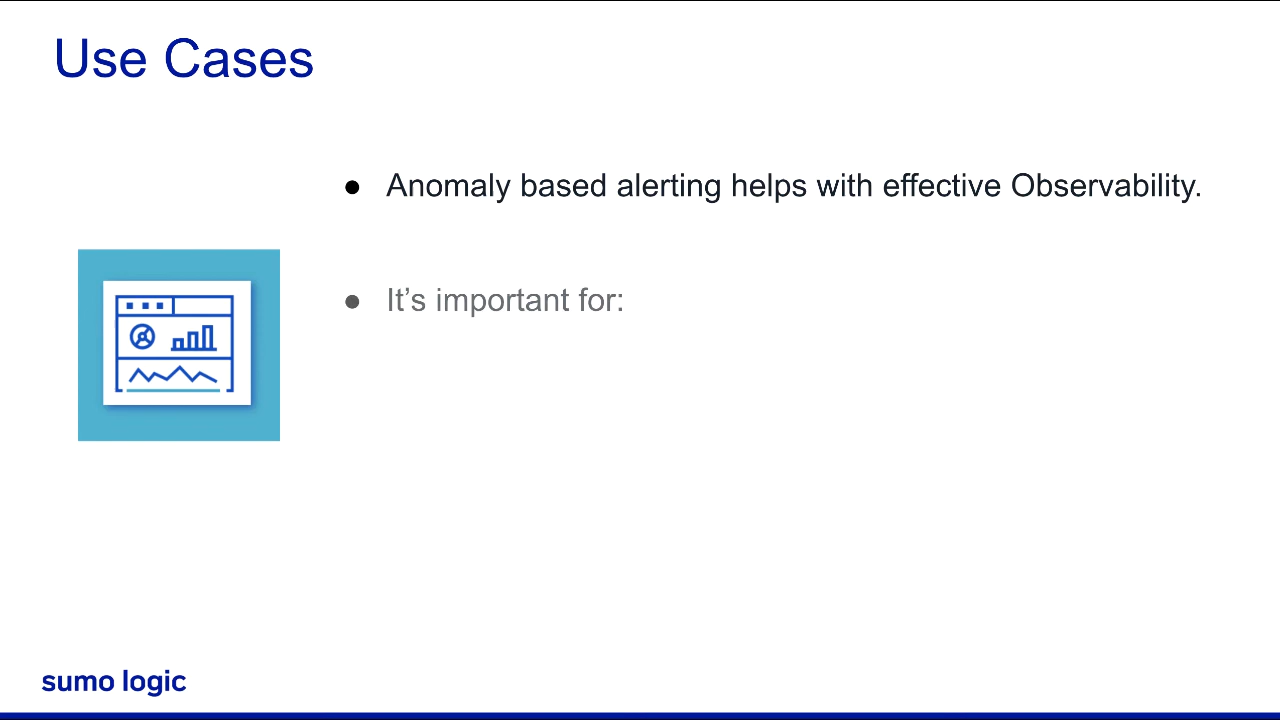 Use Cases
● Anomaly based alerting helps with effective Observability.
● It’s important for:
sumo logic